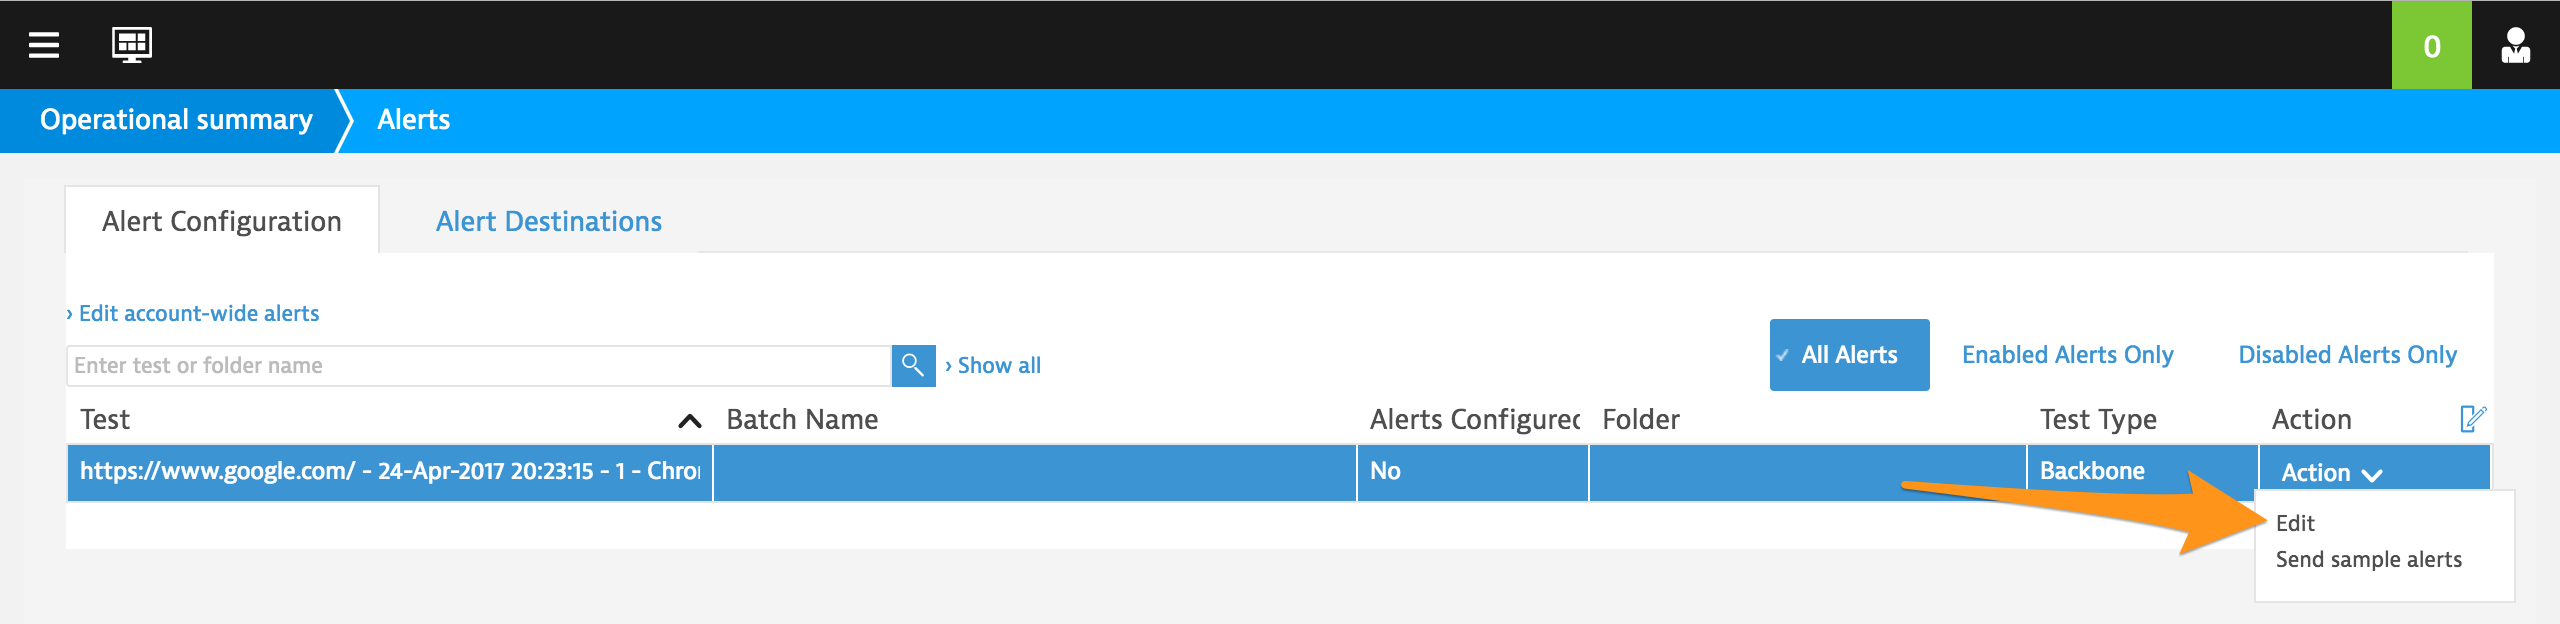 0
Operational summary
Alerts
Alert Configuration
Alert Destinations
› Edit account-wide alerts
Enter test or folder name
› Show all
All Alerts
Enabled Alerts Only
Disabled Alerts Only
Test
Batch Name
Alerts Configured
Folder
Test Type
Action
https://www.google.com/ - 24-Apr-2017 20:23:15 - 1 - Chro
No
Backbone
Action
Edit
Send sample alerts